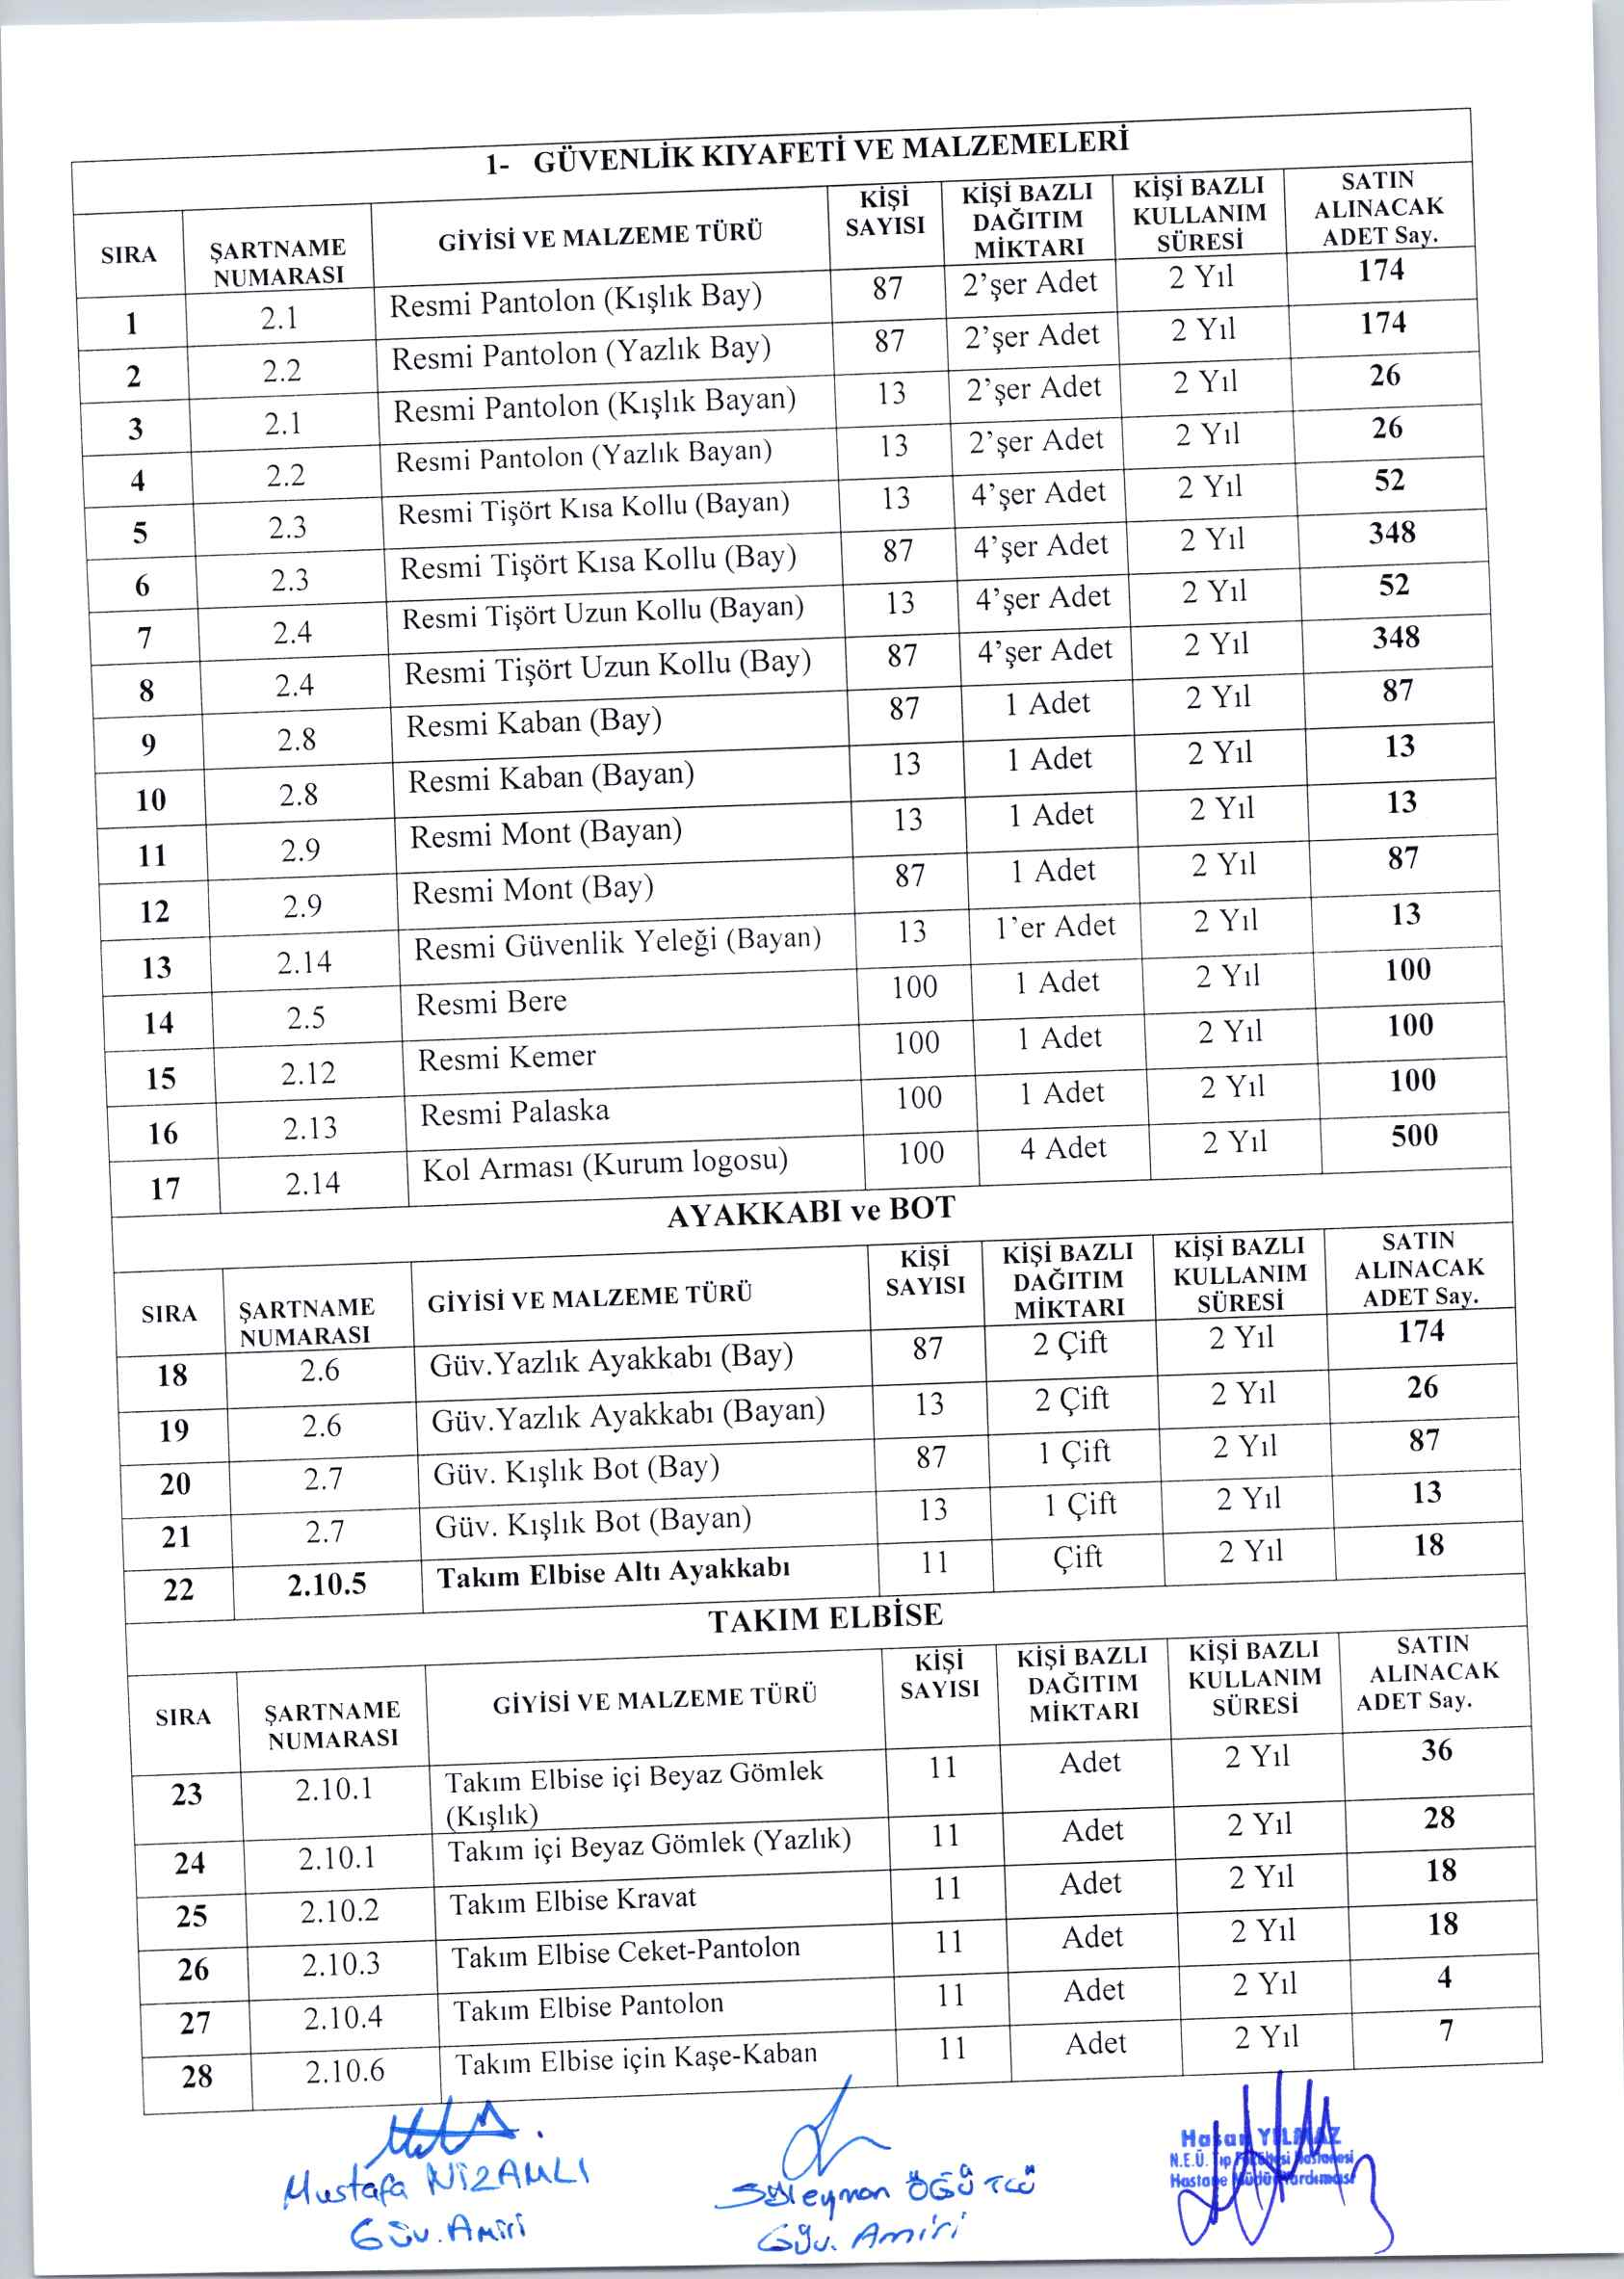 1- GÜVENLİK KIYAFETİ VE MALZEMELERİ
SIRA ŞARTNAME NUMARASI GİYİSİ VE MALZEME TÜRÜ KİŞİ SAYISI KİŞİ BAZLI DAĞITIM MİKTARI KİŞİ BAZLI KULLANIM SÜRESİ SATIN ALINACAK ADET Say.
1 2.1 Resmi Pantolon (Kışlık Bay) 87 2’şer Adet 2 Yıl 174
2 2.2 Resmi Pantolon (Yazlık Bay) 87 2’şer Adet 2 Yıl 174
3 2.1 Resmi Pantolon (Kışlık Bayan) 13 2’şer Adet 2 Yıl 26
4 2.2 Resmi Pantolon (Yazlık Bayan) 13 2’şer Adet 2 Yıl 26
5 2.3 Resmi Tişört Kısa Kollu (Bayan) 13 4’şer Adet 2 Yıl 52
6 2.3 Resmi Tişört Kısa Kollu (Bay) 87 4’şer Adet 2 Yıl 348
7 2.4 Resmi Tişört Uzun Kollu (Bayan) 13 4’şer Adet 2 Yıl 52
8 2.4 Resmi Tişört Uzun Kollu (Bay) 87 4’şer Adet 2 Yıl 348
9 2.8 Resmi Kaban (Bay) 87 1 Adet 2 Yıl 87
10 2.8 Resmi Kaban (Bayan) 13 1 Adet 2 Yıl 13
11 2.9 Resmi Mont (Bayan) 13 1 Adet 2 Yıl 13
12 2.9 Resmi Mont (Bay) 87 1 Adet 2 Yıl 87
13 2.14 Resmi Güvenlik Yeleği (Bayan) 13 1’er Adet 2 Yıl 13
14 2.5 Resmi Bere 100 1 Adet 2 Yıl 100
15 2.12 Resmi Kemer 100 1 Adet 2 Yıl 100
16 2.13 Resmi Palaska 100 1 Adet 2 Yıl 100
17 2.14 Kol Arması (Kurum logosu) 100 4 Adet 2 Yıl 500
AYAKKABI ve BOT
SIRA ŞARTNAME NUMARASI GİYİSİ VE MALZEME TÜRÜ KİŞİ SAYISI KİŞİ BAZLI DAĞITIM MİKTARI KİŞİ BAZLI KULLANIM SÜRESİ SATIN ALINACAK ADET Say.
18 2.6 Güv.Yazlık Ayakkabı (Bay) 87 2 Çift 2 Yıl 174
19 2.6 Güv.Yazlık Ayakkabı (Bayan) 13 2 Çift 2 Yıl 26
20 2.7 Güv. Kışlık Bot (Bay) 87 1 Çift 2 Yıl 87
21 2.7 Güv. Kışlık Bot (Bayan) 13 1 Çift 2 Yıl 13
22 2.10.5 Takım Elbise Altı Ayakkabı 11 Çift 2 Yıl 18
TAKIM ELBİSE
SIRA ŞARTNAME NUMARASI GİYİSİ VE MALZEME TÜRÜ KİŞİ SAYISI KİŞİ BAZLI DAĞITIM MİKTARI KİŞİ BAZLI KULLANIM SÜRESİ SATIN ALINACAK ADET Say.
23 2.10.1 Takım Elbise içi Beyaz Gömlek (Kışlık) 11 Adet 2 Yıl 36
24 2.10.1 Takım içi Beyaz Gömlek (Yazlık) 11 Adet 2 Yıl 28
25 2.10.2 Takım Elbise Kravat 11 Adet 2 Yıl 18
26 2.10.3 Takım Elbise Ceket-Pantolon 11 Adet 2 Yıl 18
27 2.10.4 Takım Elbise Pantolon 11 Adet 2 Yıl 4
28 2.10.6 Takım Elbise için Kaşe-Kaban 11 Adet 2 Yıl 7
Mustafa NİZAMLI
Güv. Amiri
Süleyman ÖĞÜTCÜ
Güv. Amiri
Hasan YILMAZ
N.E.Ü. Tıp Fakültesi Hastanesi
Hastane Müdür Yardımcısı